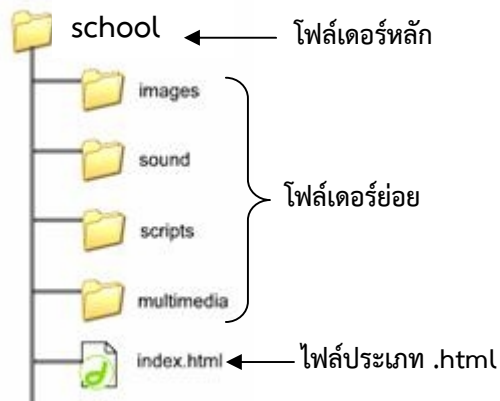 school
โฟล์เดอร์หลัก
images
sound
โฟล์เดอร์ย่อย
scripts
multimedia
index.html
ไฟล์ประเภท .html